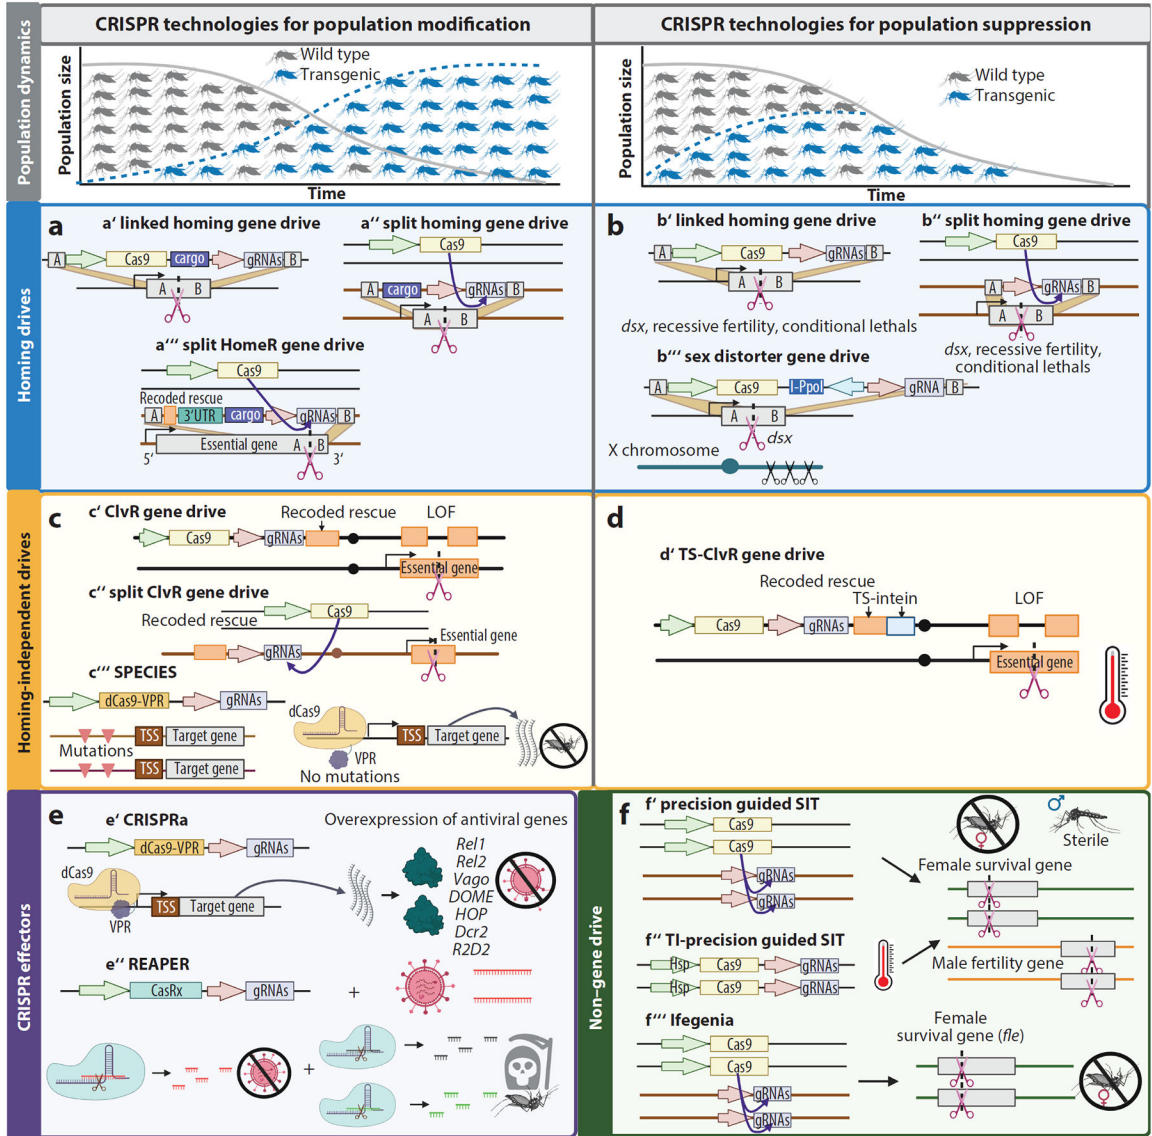 CRISPR technologies for population modification
CRISPR technologies for population suppression
Population dynamics
Population size
Wild type
Transgenic
Time
Population size
Wild type
Transgenic
Time
Homing drives
a
a′ linked homing gene drive
A Cas9 cargo gRNAs B
A B
a″ split homing gene drive
Cas9
A cargo gRNAs B
A B
a‴ split HomeR gene drive
Cas9
Recoded rescue
A 3′UTR cargo gRNAs B
Essential gene A B
5′ 3′
b
b′ linked homing gene drive
A Cas9 gRNAs B
A B
dsx, recessive fertility, conditional lethals
b″ split homing gene drive
Cas9
A gRNAs B
A B
dsx, recessive fertility,
conditional lethals
b‴ sex distorter gene drive
A Cas9 I-PpoI gRNA B
A B
dsx
X chromosome
Homing-independent drives
c
c′ ClvR gene drive
Recoded rescue LOF
Cas9 gRNAs
Essential gene
c″ split ClvR gene drive
Cas9
Recoded rescue
Essential gene
gRNAs
c‴ SPECIES
dCas9-VPR gRNAs
TSS Target gene
Mutations
TSS Target gene
dCas9
TSS Target gene
VPR
No mutations
d
d′ TS-ClvR gene drive
Recoded rescue
TS-intein LOF
Cas9 gRNAs
Essential gene
CRISPR effectors
e
e′ CRISPRa
dCas9-VPR gRNAs
dCas9
TSS Target gene
VPR
Overexpression of antiviral genes
Rel1
Rel2
Vago
DOME
HOP
Dcr2
R2D2
e″ REAPER
CasRx gRNAs
+
+
Non–gene drive
f
f′ precision guided SIT
Cas9
Cas9
gRNAs
gRNAs
♀
♂
Sterile
Female survival gene
f″ TI-precision guided SIT
Hsp Cas9 gRNAs
Hsp Cas9 gRNAs
Male fertility gene
f‴ Ifegenia
Cas9
Cas9
gRNAs
gRNAs
Female
survival gene (fle)
♀